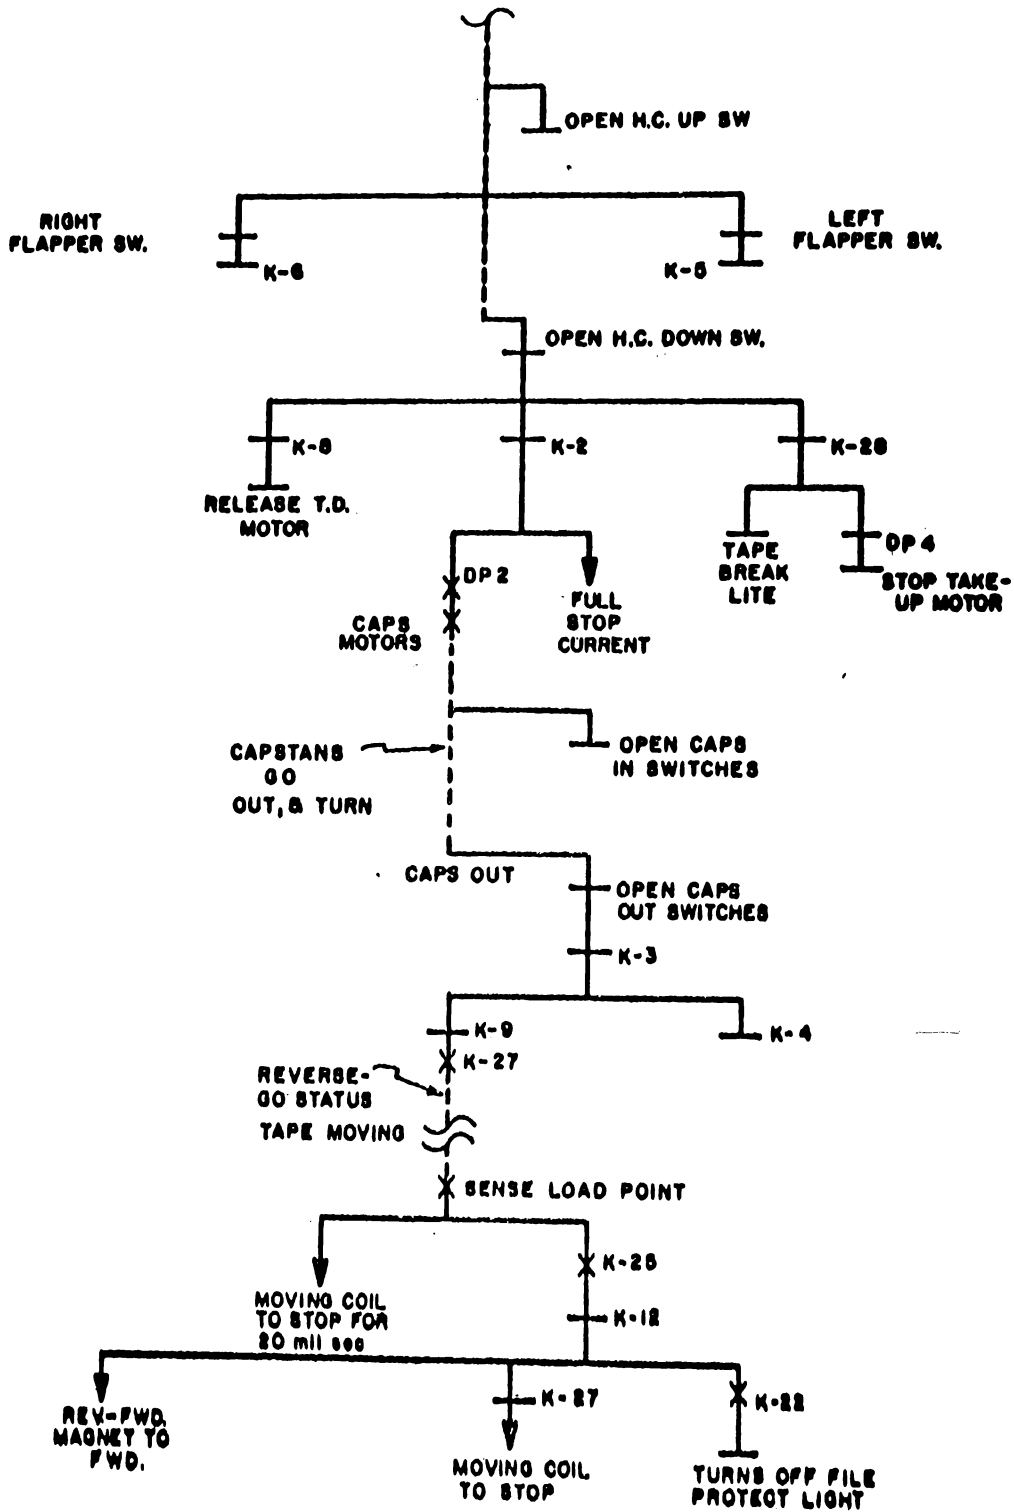 OPEN H.C. UP SW
RIGHT
FLAPPER SW.
LEFT
FLAPPER SW.
K-6
K-5
OPEN H.C. DOWN SW.
K-8
K-2
K-28
RELEASE T.D.
MOTOR
DP 2
FULL
STOP
CURRENT
TAPE
BREAK
LITE
DP 4
STOP TAKE-
UP MOTOR
CAPS
MOTORS
CAPSTANS
GO
OUT, & TURN
OPEN CAPS
IN SWITCHES
CAPS OUT
OPEN CAPS
OUT SWITCHES
K-3
K-9
K-4
K-27
REVERSE-
GO STATUS
TAPE MOVING
SENSE LOAD POINT
K-25
MOVING COIL
TO STOP FOR
20 mil sec
K-12
K-27
K-22
REV-FWD.
MAGNET TO
FWD.
MOVING COIL
TO STOP
TURNS OFF FILE
PROTECT LIGHT